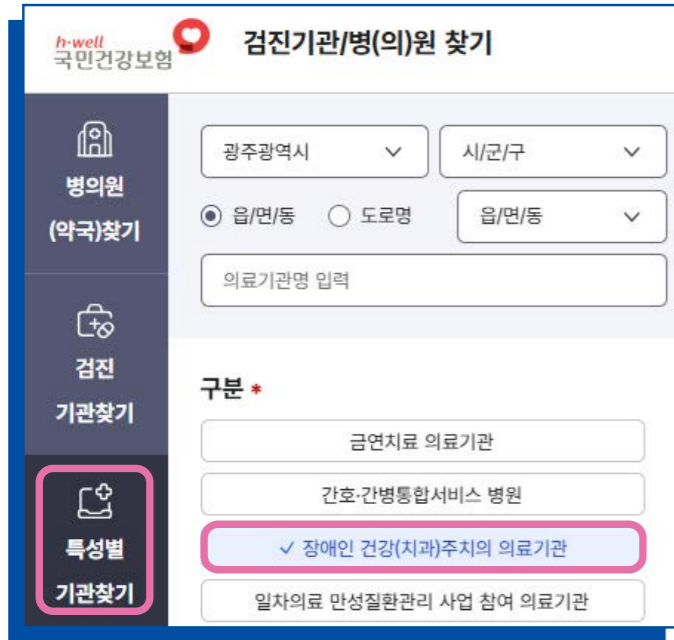 h·well
국민건강보험
검진기관/병(의)원 찾기
병의원
(약국)찾기
검진
기관찾기
특성별
기관찾기
광주광역시
시/군/구
읍/면/동
도로명
읍/면/동
의료기관명 입력
구분 *
금연치료 의료기관
간호·간병통합서비스 병원
✓ 장애인 건강(치과)주치의 의료기관
일차의료 만성질환관리 사업 참여 의료기관